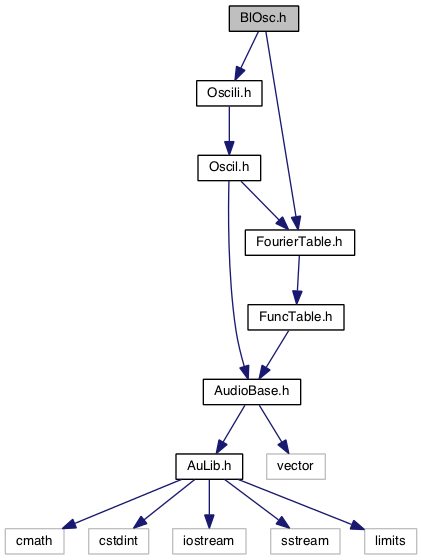 BlOsc.h
Oscili.h
Oscil.h
FourierTable.h
FuncTable.h
AudioBase.h
AuLib.h
vector
cmath
cstdint
iostream
sstream
limits